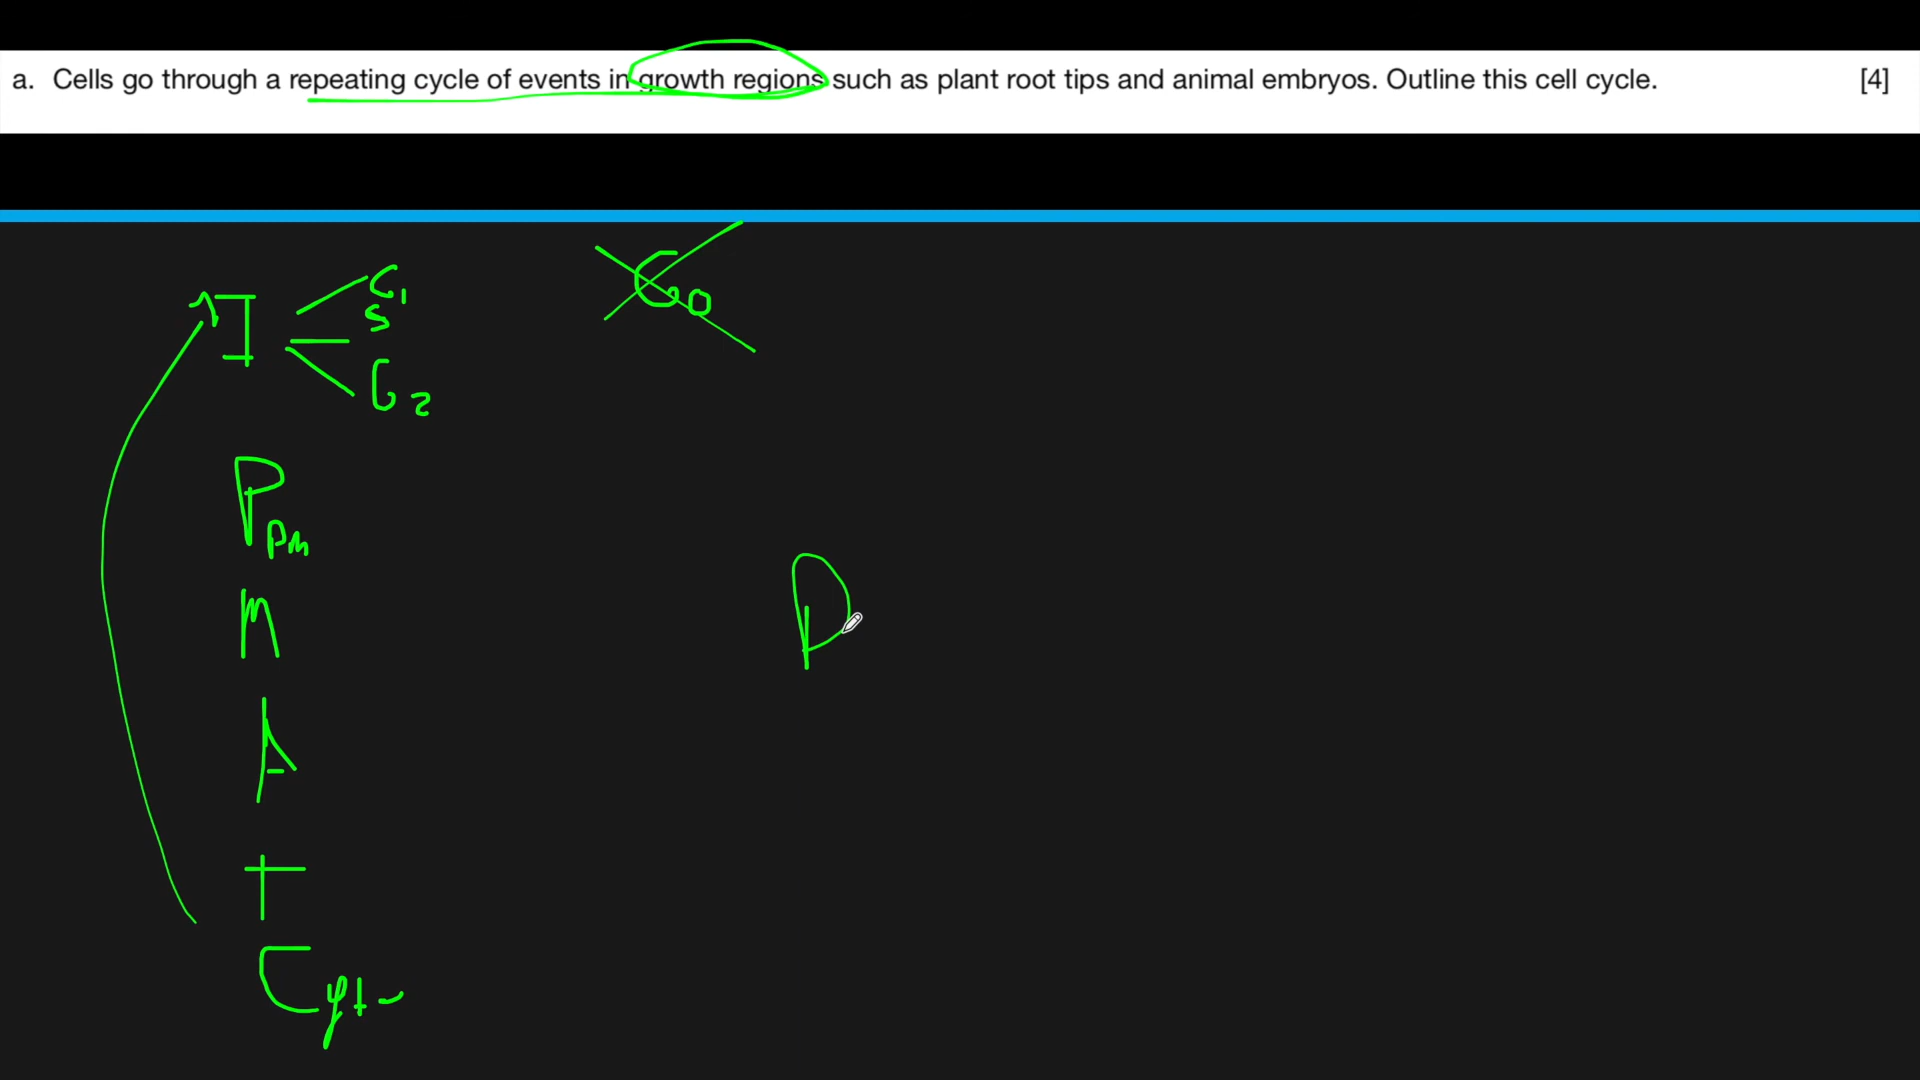 a. Cells go through a repeating cycle of events in growth regions such as plant root tips and animal embryos. Outline this cell cycle. [4]
G1
I S
G2
G0
P
pm
M
A
T
Cyt
D